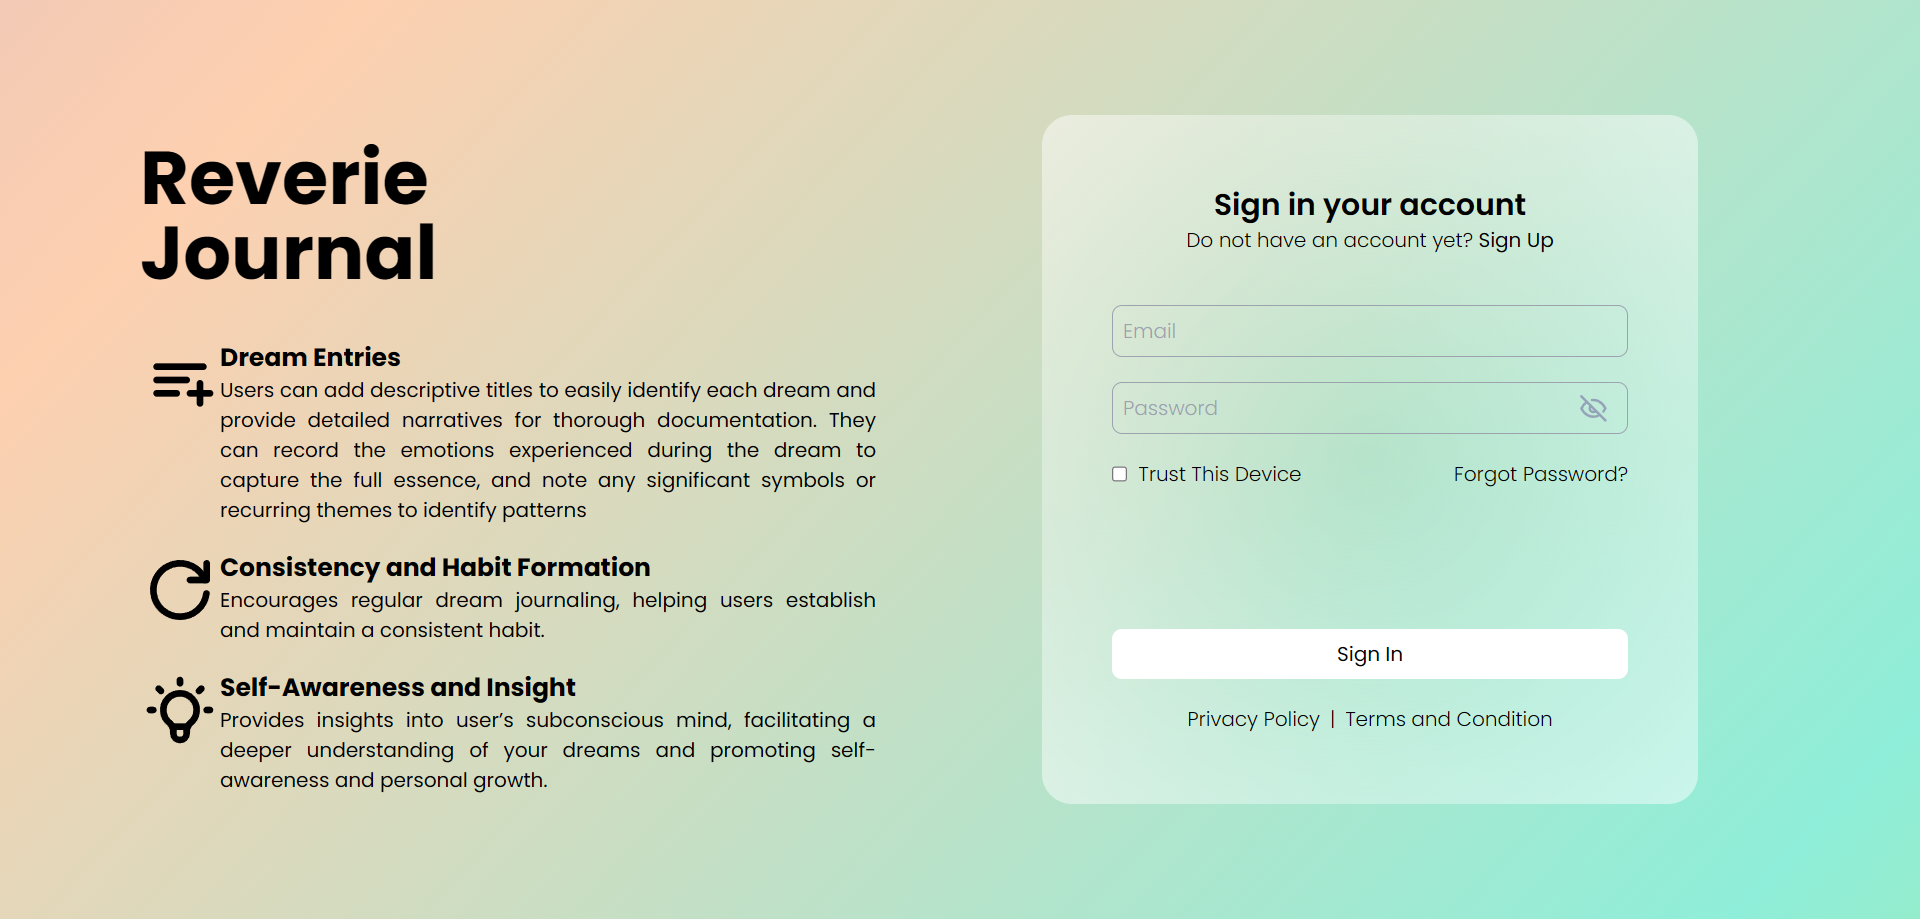 Reverie
Journal
Dream Entries
Users can add descriptive titles to easily identify each dream and
provide detailed narratives for thorough documentation. They
can record the emotions experienced during the dream to
capture the full essence, and note any significant symbols or
recurring themes to identify patterns
Consistency and Habit Formation
Encourages regular dream journaling, helping users establish
and maintain a consistent habit.
Self-Awareness and Insight
Provides insights into user’s subconscious mind, facilitating a
deeper understanding of your dreams and promoting self-
awareness and personal growth.
Sign in your account
Do not have an account yet? Sign Up
Email
Password
Trust This Device
Forgot Password?
Sign In
Privacy Policy | Terms and Condition